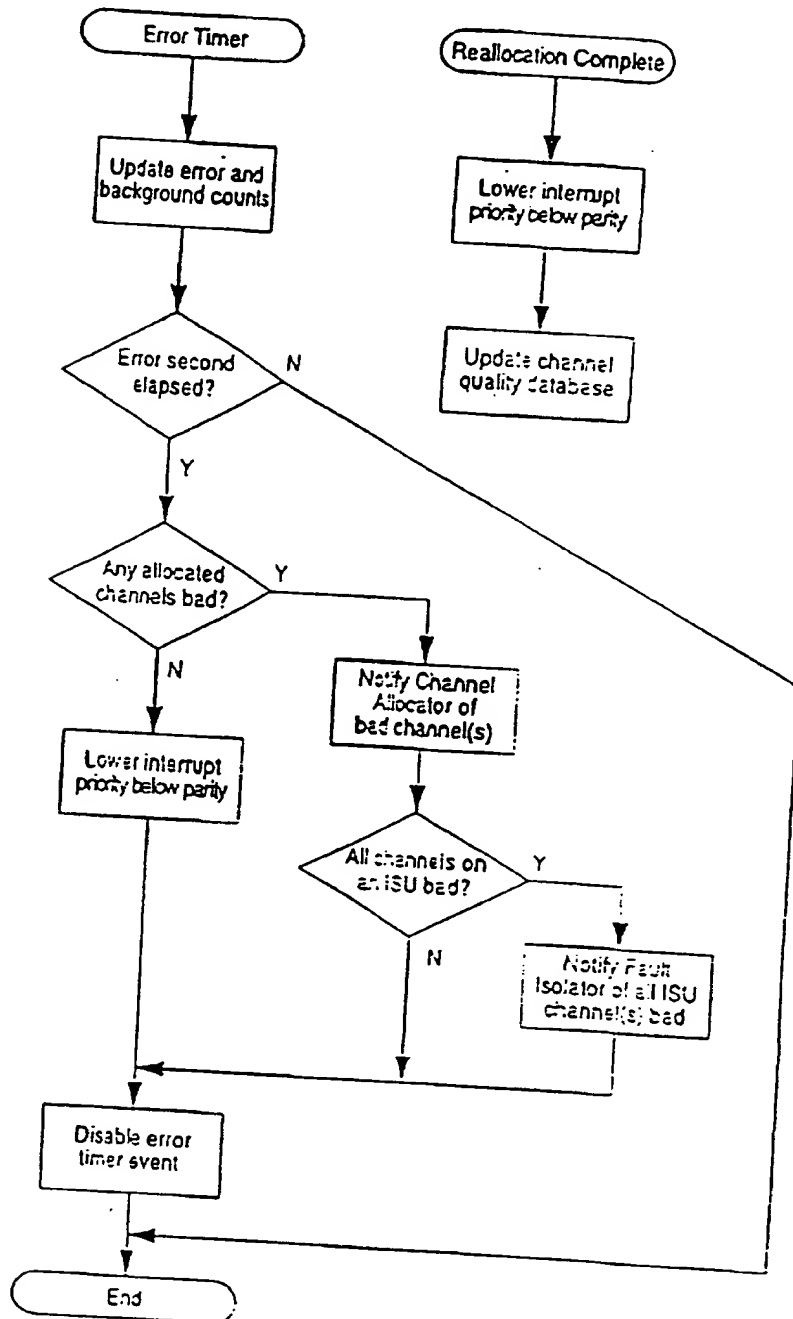 Error Timer
Reallocation Complete
Update error and
background counts
Lower interrupt
priority below parity
Error second
elapsed?
N
Update channel
quality database
Y
Any allocated
channels bad?
Y
N
Notify Channel
Allocator of
bad channel(s)
Lower interrupt
priority below parity
All channels on
an ISU bad?
Y
N
Notify Fault
Isolator of all ISU
channel(s) bad
Disable error
timer event
End